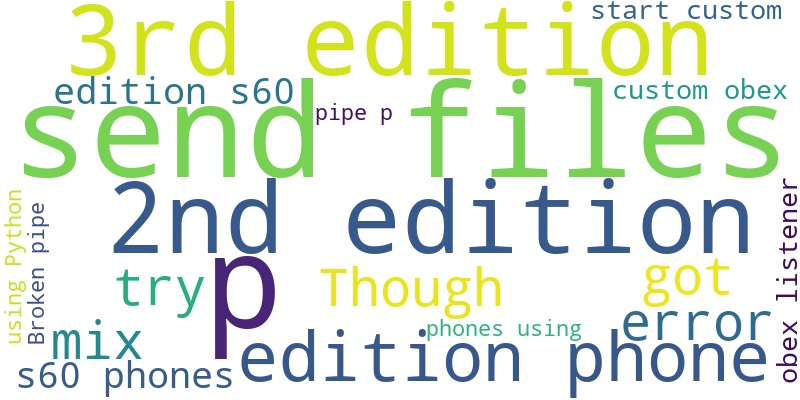 start custom
3rd edition
edition s60
custom obex
pipe p
send files
2nd edition
using Python
Broken pipe
obex listener
p
try
Though
got
mix
error
phones using
edition phone
s60 phones